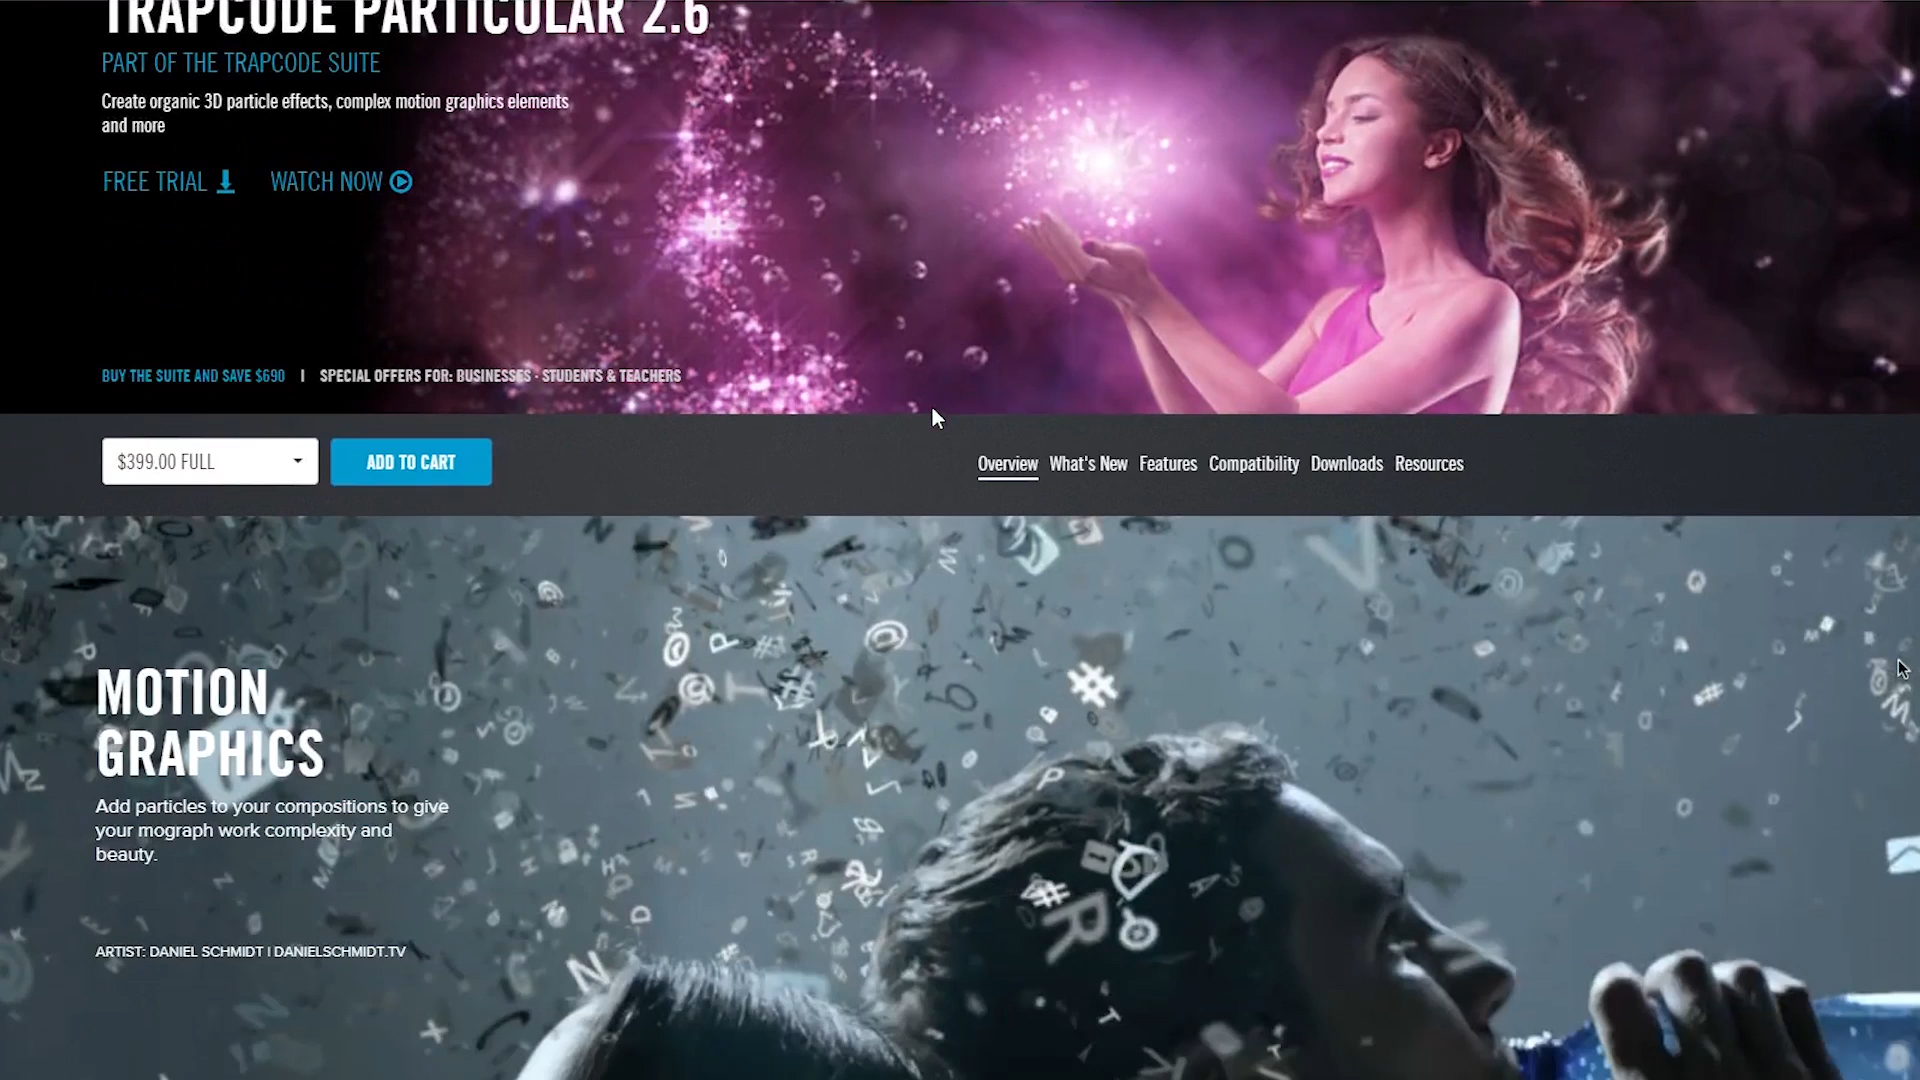 TRAPCODE PARTICULAR 2.6
PART OF THE TRAPCODE SUITE
Create organic 3D particle effects, complex motion graphics elements
and more
FREE TRIAL WATCH NOW
BUY THE SUITE AND SAVE $690 | SPECIAL OFFERS FOR: BUSINESSES - STUDENTS & TEACHERS
$399.00 FULL ADD TO CART
Overview What's New Features Compatibility Downloads Resources
MOTION
GRAPHICS
Add particles to your compositions to give
your mograph work complexity and
beauty.
ARTIST: DANIEL SCHMIDT | DANIELSCHMIDT.TV